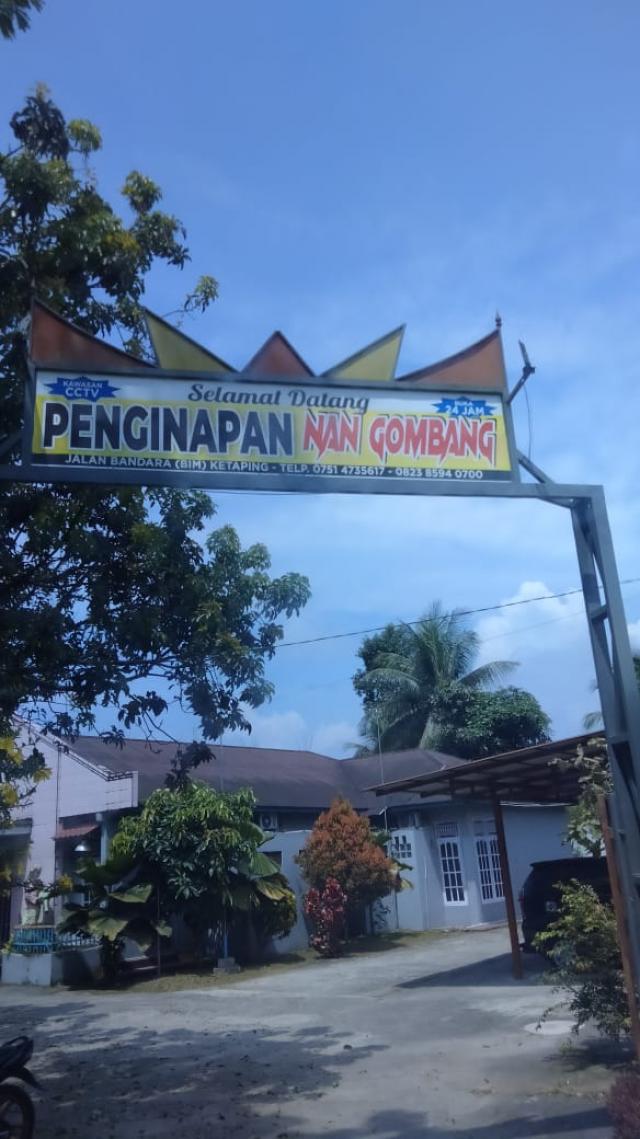 Selamat Datang
KAWASAN
CCTV
BUKA
24 JAM
PENGINAPAN NAN GOMBANG
JALAN BANDARA (BIM) KETAPING - TELP. 0751 4735617 - 0823 8594 0700